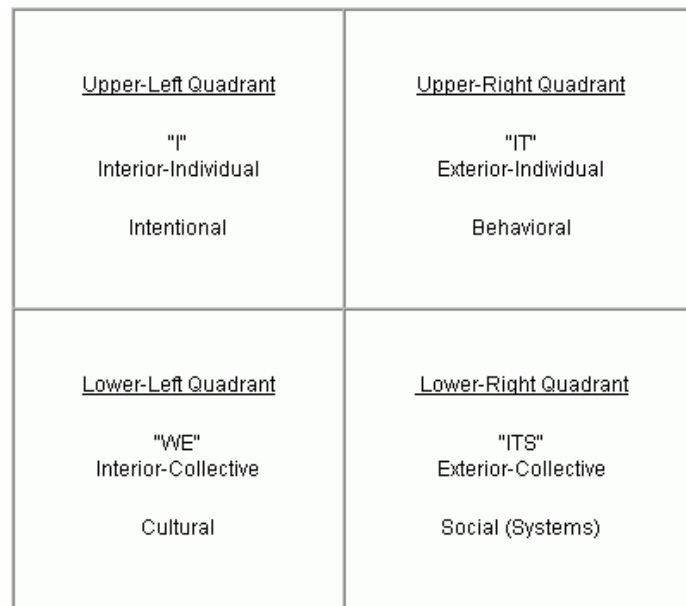 Upper-Left Quadrant
"I"
Interior-Individual
Intentional
Upper-Right Quadrant
"IT"
Exterior-Individual
Behavioral
Lower-Left Quadrant
"WE"
Interior-Collective
Cultural
Lower-Right Quadrant
"ITS"
Exterior-Collective
Social (Systems)